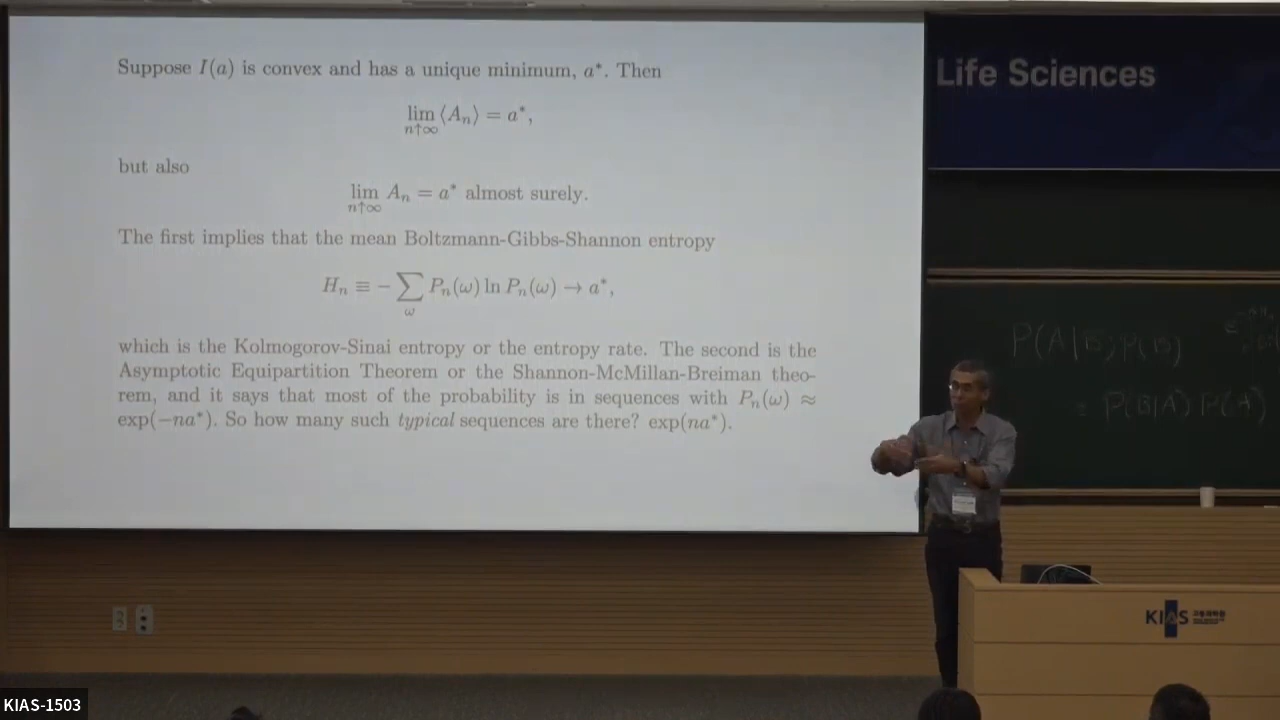 Suppose I(a) is convex and has a unique minimum, a*. Then
lim_{n↑∞} ⟨A_n⟩ = a*,
but also
lim_{n↑∞} A_n = a* almost surely.
The first implies that the mean Boltzmann-Gibbs-Shannon entropy
H_n ≡ − ∑_ω P_n(ω) ln P_n(ω) → a*,
which is the Kolmogorov-Sinai entropy or the entropy rate. The second is the
Asymptotic Equipartition Theorem or the Shannon-McMillan-Breiman theo-
rem, and it says that most of the probability is in sequences with P_n(ω) ≈
exp(−na*). So how many such typical sequences are there? exp(na*).
Life Sciences
P(A|B) P(B)
= P(B|A) P(A)
KIAS
KIAS-1503